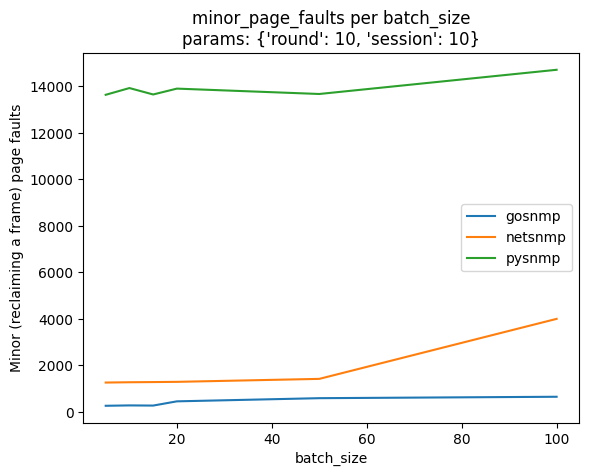 minor_page_faults per batch_size
params: {'round': 10, 'session': 10}
Minor (reclaiming a frame) page faults
14000
12000
10000
8000
6000
4000
2000
0
gosnmp
netsnmp
pysnmp
20 40 60 80 100
batch_size